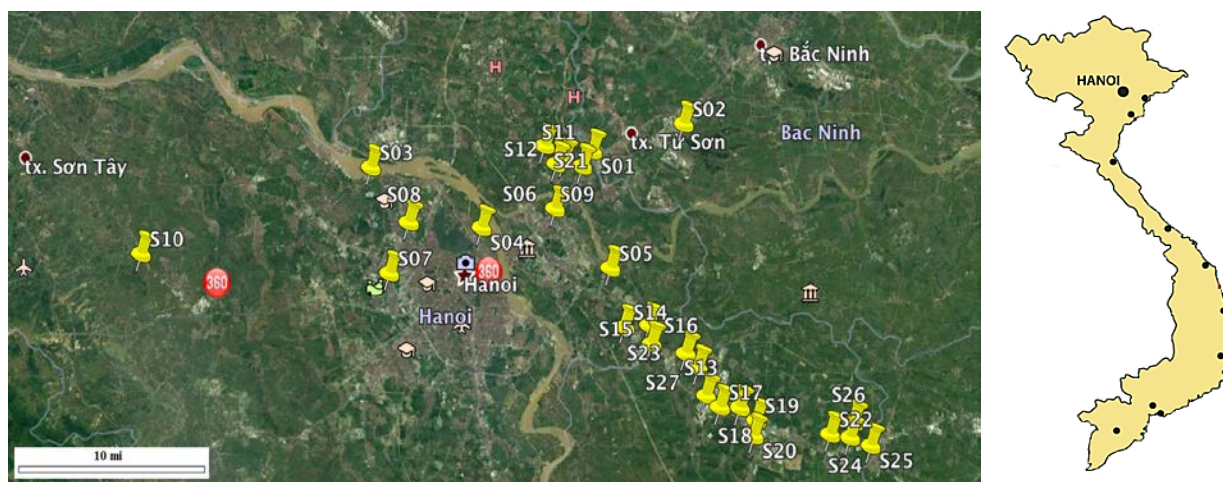 H
t. Bắc Ninh
H
S02
S11
Bac Ninh
tx. Từ Sơn
S12
S21
S03
S01
tx. Sơn Tây
S08
S06
S09
S10
S04
S05
S07
360
360
Hanoi
Hanoi
S14
S15
S16
S23
S13
S27
S17
S26
S19
S22
S18
S20
S24
S25
10 mi
HANOI